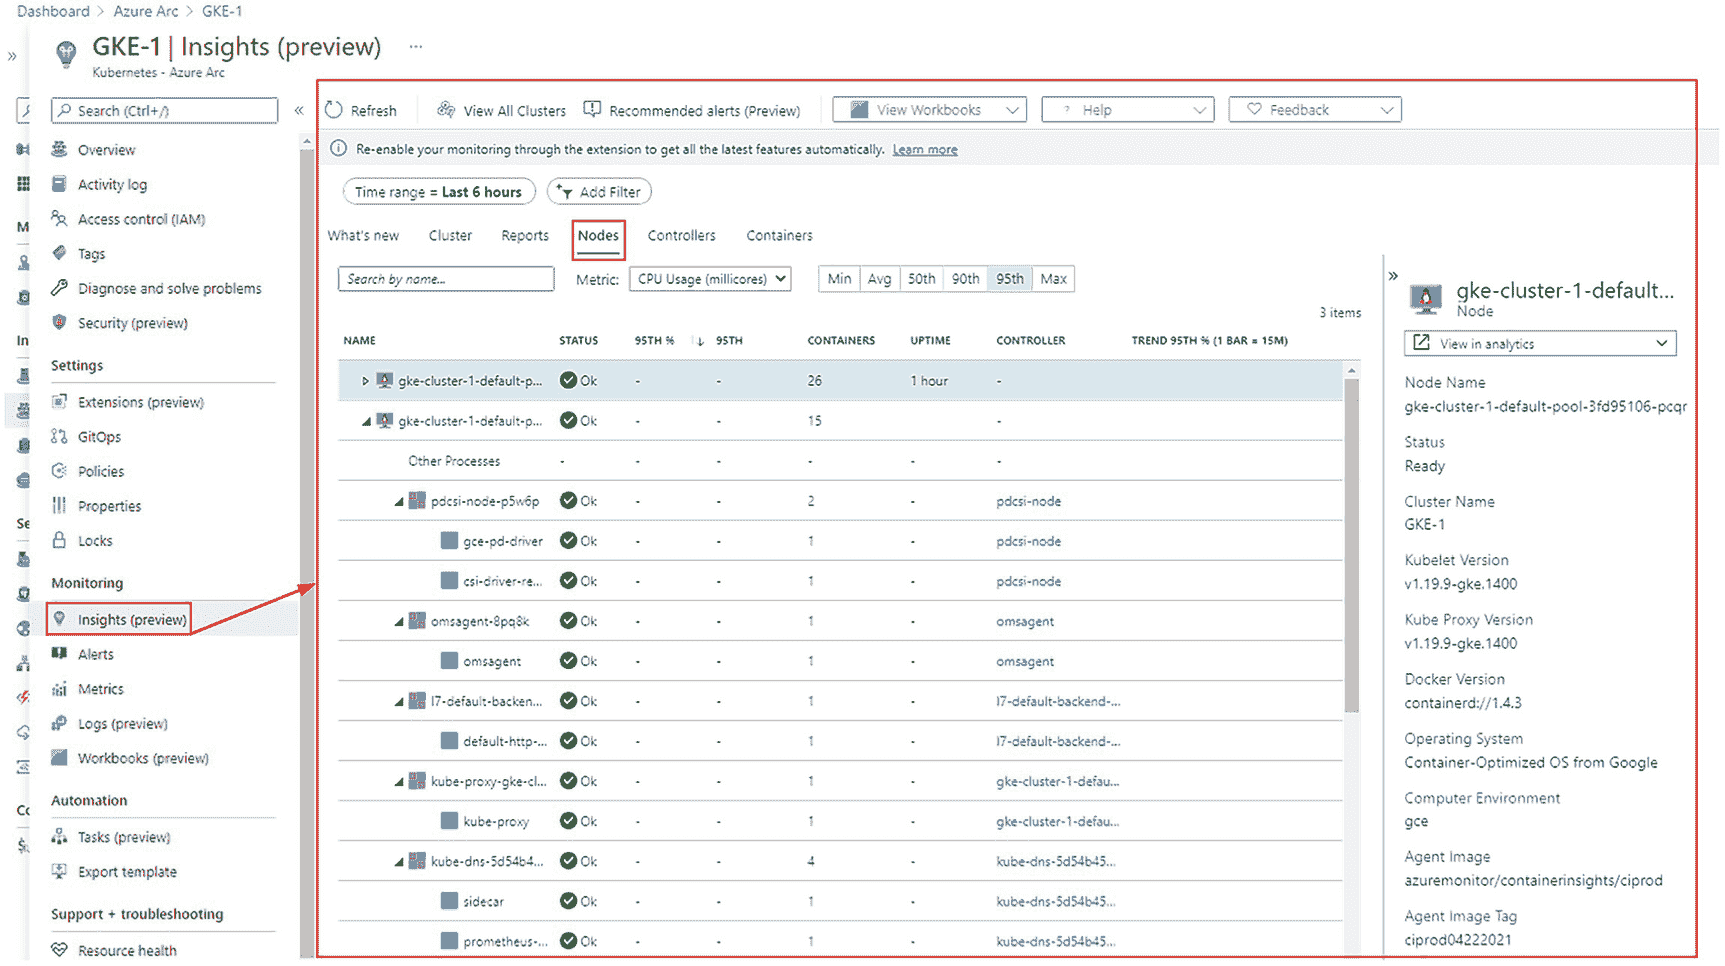 Dashboard > Azure Arc > GKE-1
GKE-1 | Insights (preview) ...
Kubernetes - Azure Arc
Search (Ctrl+/)
Overview
Activity log
Access control (IAM)
Tags
Diagnose and solve problems
Security (preview)
Settings
Extensions (preview)
GitOps
Policies
Properties
Locks
Monitoring
Insights (preview)
Alerts
Metrics
Logs (preview)
Workbooks (preview)
Automation
Tasks (preview)
Export template
Support + troubleshooting
Resource health
Refresh View All Clusters Recommended alerts (Preview) View Workbooks ? Help Feedback
Re-enable your monitoring through the extension to get all the latest features automatically. Learn more
Time range = Last 6 hours Add Filter
What's new Cluster Reports Nodes Controllers Containers
Search by name... Metric: CPU Usage (millicores) Min Avg 50th 90th 95th Max
3 items
NAME STATUS 95TH % ↓ 95TH CONTAINERS UPTIME CONTROLLER TREND 95TH % (1 BAR = 15M)
gke-cluster-1-default-p... Ok - - 26 1 hour -
gke-cluster-1-default-p... Ok - - 15 -
Other Processes - - - - - -
pdcsi-node-p5w6p Ok - - 2 - pdcsi-node
gce-pd-driver Ok - - 1 - pdcsi-node
csi-driver-re... Ok - - 1 - pdcsi-node
omsagent-8pq8k Ok - - 1 - omsagent
omsagent Ok - - 1 - omsagent
l7-default-backen... Ok - - 1 - l7-default-backend-...
default-http-... Ok - - 1 - l7-default-backend-...
kube-proxy-gke-cl... Ok - - 1 - gke-cluster-1-defau...
kube-proxy Ok - - 1 - gke-cluster-1-defau...
kube-dns-5d54b4... Ok - - 4 - kube-dns-5d54b45...
sidecar Ok - - 1 - kube-dns-5d54b45...
prometheus-... Ok - - 1 - kube-dns-5d54b45...
gke-cluster-1-default...
Node
View in analytics
Node Name
gke-cluster-1-default-pool-3fd95106-pcqr
Status
Ready
Cluster Name
GKE-1
Kubelet Version
v1.19.9-gke.1400
Kube Proxy Version
v1.19.9-gke.1400
Docker Version
containerd://1.4.3
Operating System
Container-Optimized OS from Google
Computer Environment
gce
Agent Image
azuremonitor/containerinsights/ciprod
Agent Image Tag
ciprod04222021